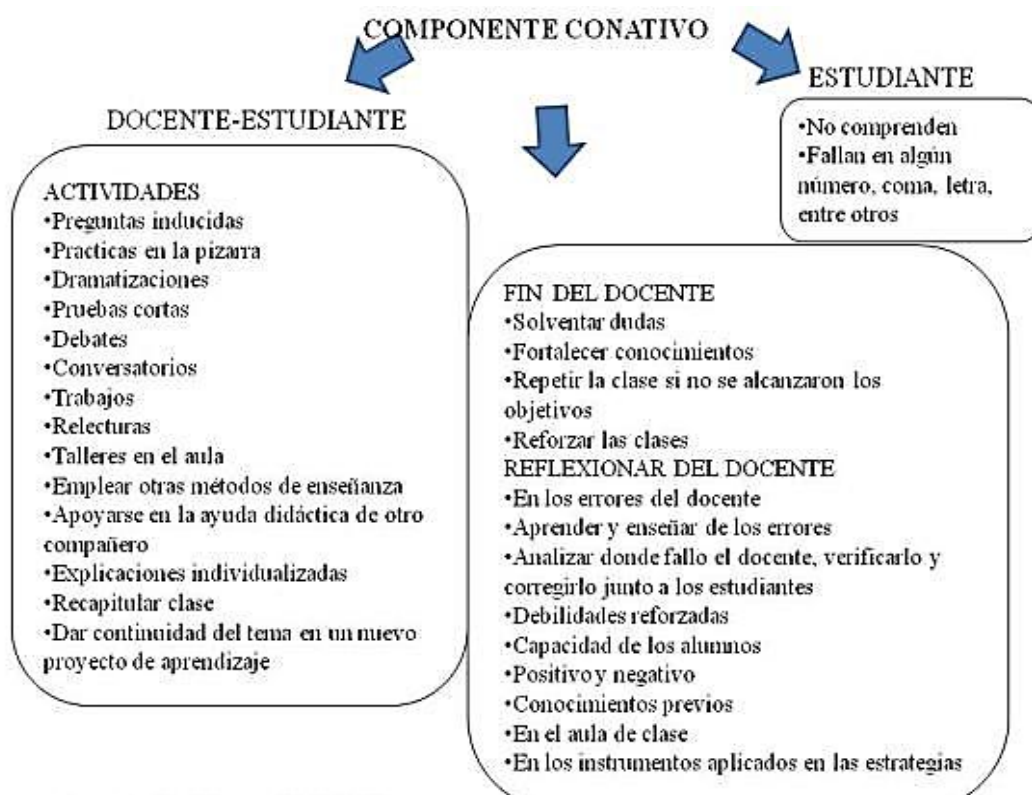 COMPONENTE CONATIVO
DOCENTE-ESTUDIANTE
ACTIVIDADES
•Preguntas inducidas
•Practicas en la pizarra
•Dramatizaciones
•Pruebas cortas
•Debates
•Conversatorios
•Trabajos
•Relecturas
•Talleres en el aula
•Emplear otras métodos de enseñanza
•Apoyarse en la ayuda didáctica de otro
compañero
•Explicaciones individualizadas
•Recapitular clase
•Dar continuidad del tema en un nuevo
proyecto de aprendizaje
ESTUDIANTE
•No comprenden
•Fallan en algún
número, coma, letra,
entre otros
FIN DEL DOCENTE
•Solventar dudas
•Fortalecer conocimientos
•Repetir la clase si no se alcanzaron los
objetivos
•Reforzar las clases
REFLEXIONAR DEL DOCENTE
•En los errores del docente
•Aprender y enseñar de los errores
•Analizar donde fallo el docente, verificarlo y
corregirlo junto a los estudiantes
•Debilidades reforzadas
•Capacidad de los alumnos
•Positivo y negativo
•Conocimientos previos
•En el aula de clase
•En los instrumentos aplicados en las estrategias